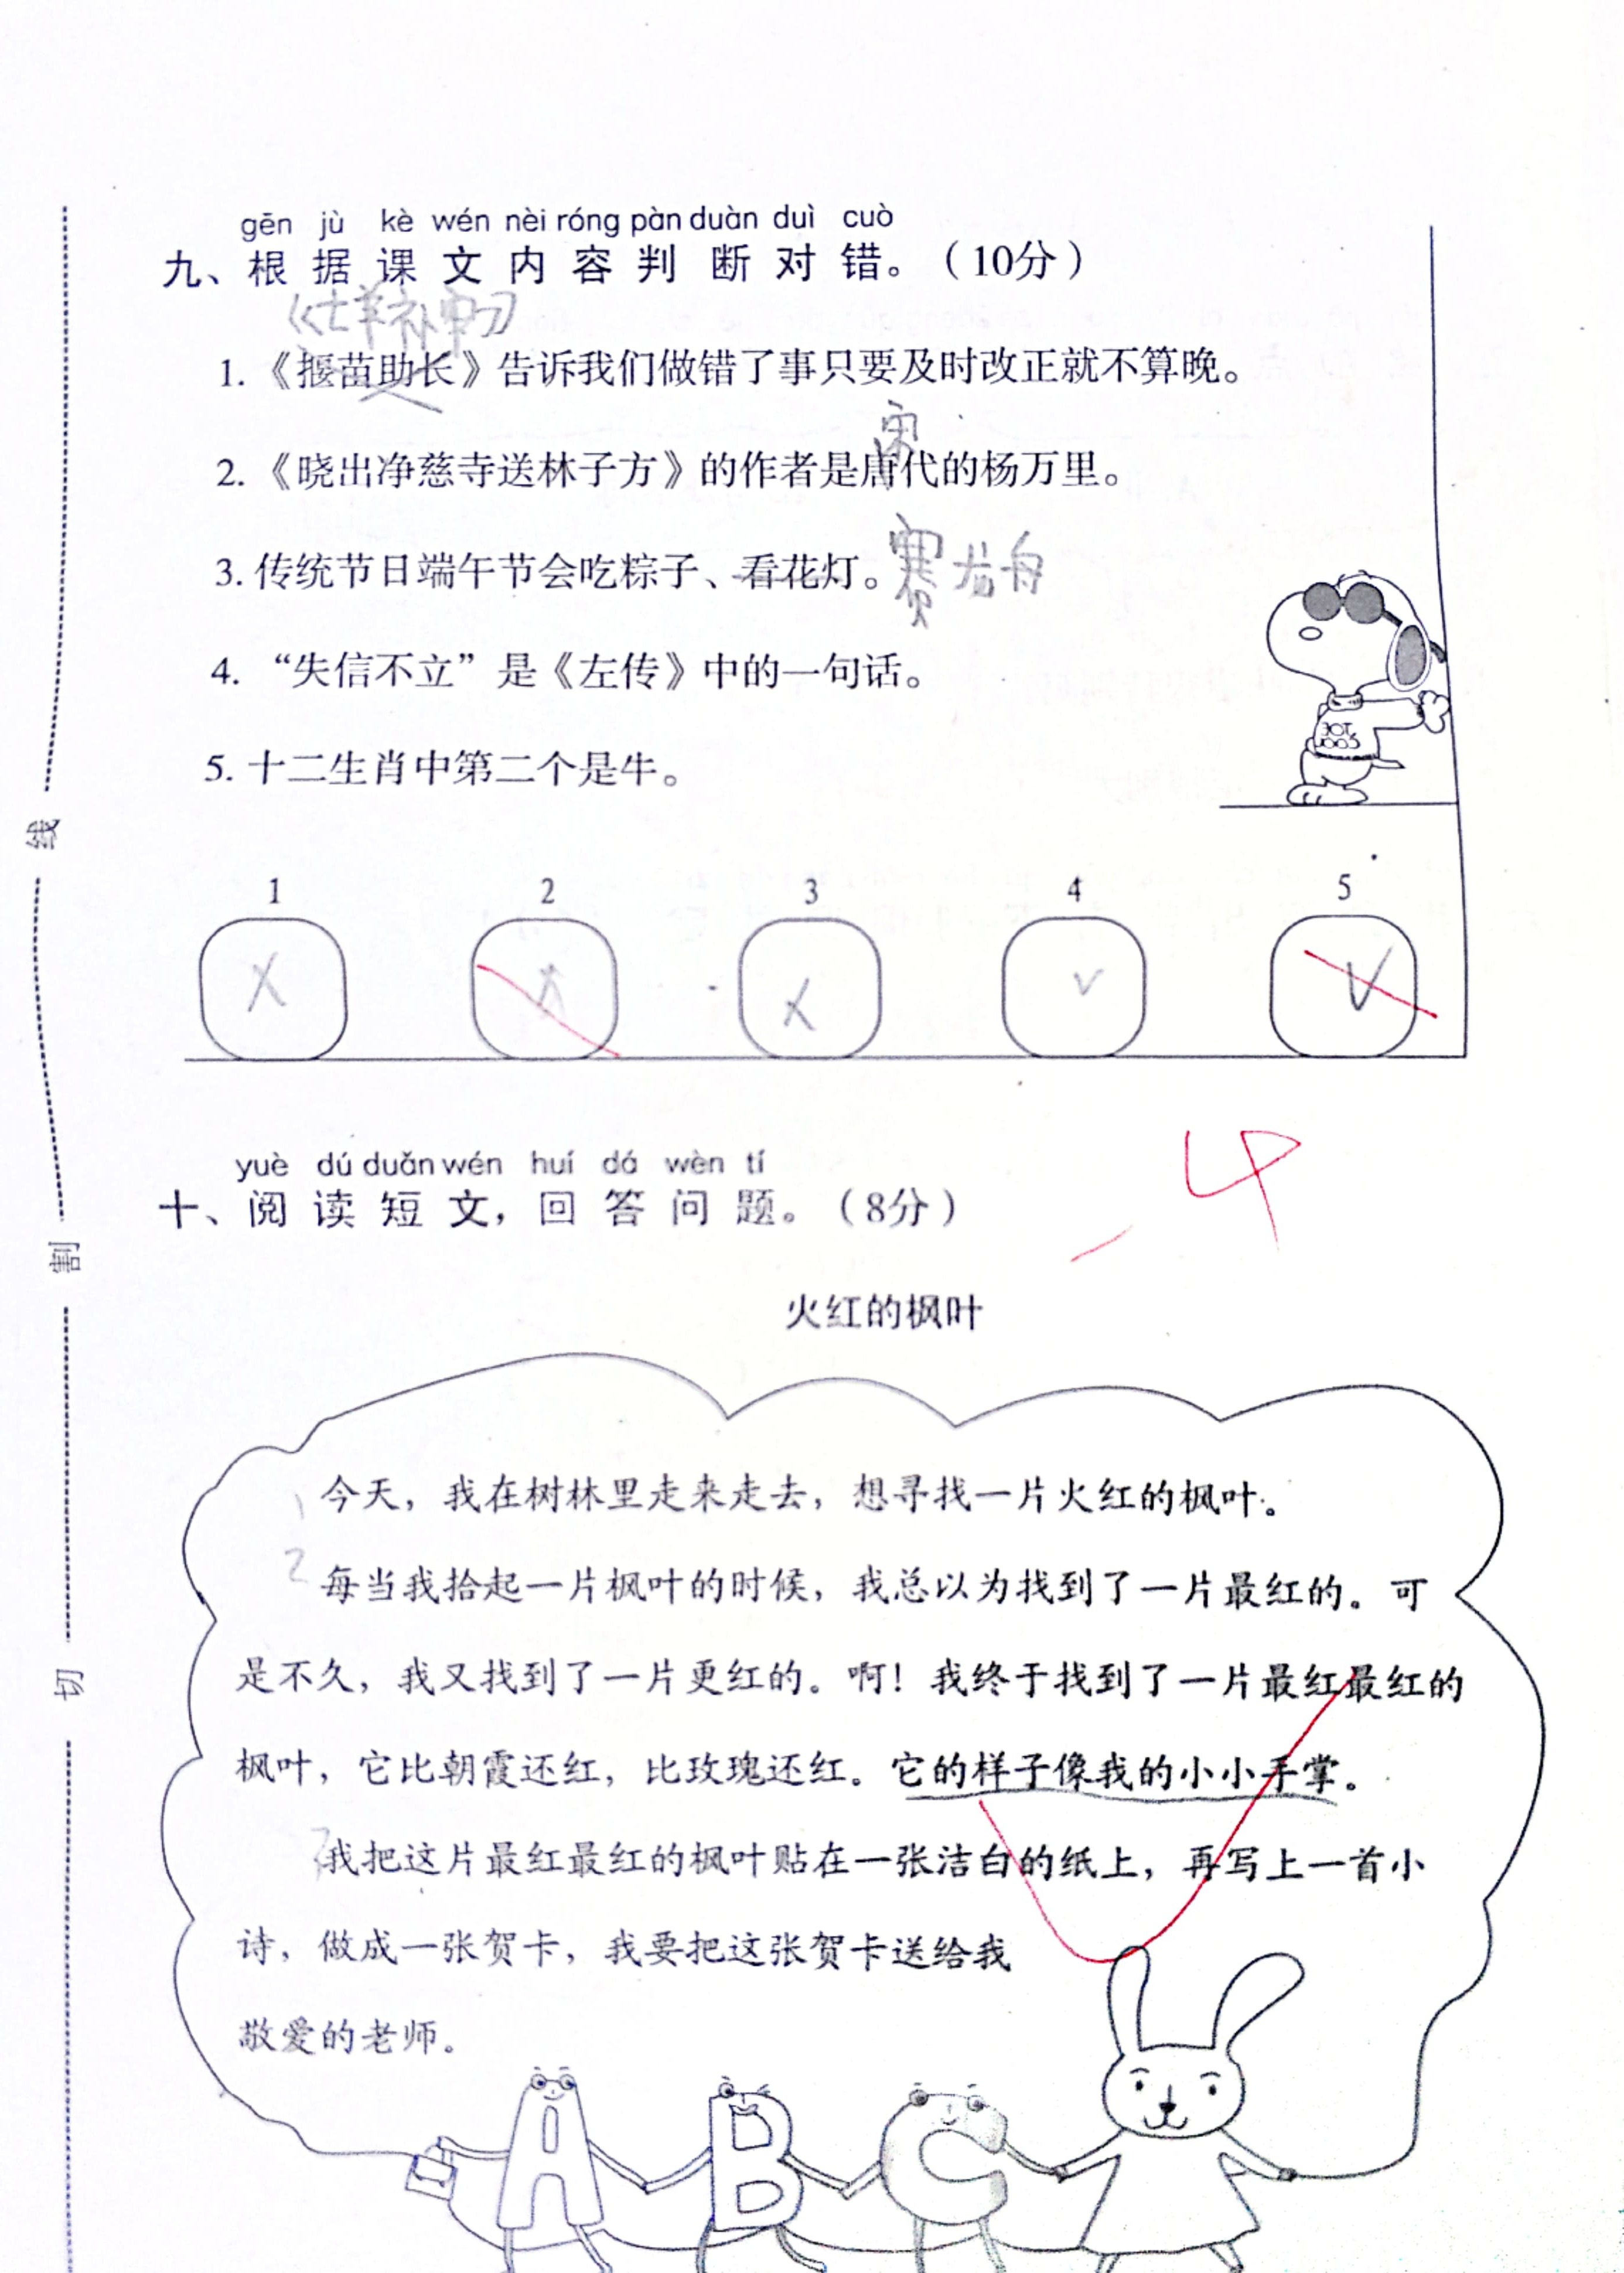 gēn jù kè wén nèi róng pàn duàn duì cuò
九、根据课文内容判断对错。（10分）
1.《揠苗助长》告诉我们做错了事只要及时改正就不算晚。
宋
2.《晓出净慈寺送林子方》的作者是唐代的杨万里。
3. 传统节日端午节会吃粽子、看花灯。赛龙舟
4. “失信不立”是《左传》中的一句话。
5. 十二生肖中第二个是牛。
1 2 3 4 5
X X X √ √
-4
yuè dú duǎn wén huí dá wèn tí
十、阅读短文，回答问题。（8分）
火红的枫叶
1 今天，我在树林里走来走去，想寻找一片火红的枫叶。
2 每当我拾起一片枫叶的时候，我总以为找到了一片最红的。可
是不久，我又找到了一片更红的。啊！我终于找到了一片最红最红的
枫叶，它比朝霞还红，比玫瑰还红。它的样子像我的小小手掌。
我把这片最红最红的枫叶贴在一张洁白的纸上，再写上一首小
诗，做成一张贺卡，我要把这张贺卡送给我
敬爱的老师。
A B C
线
割
切